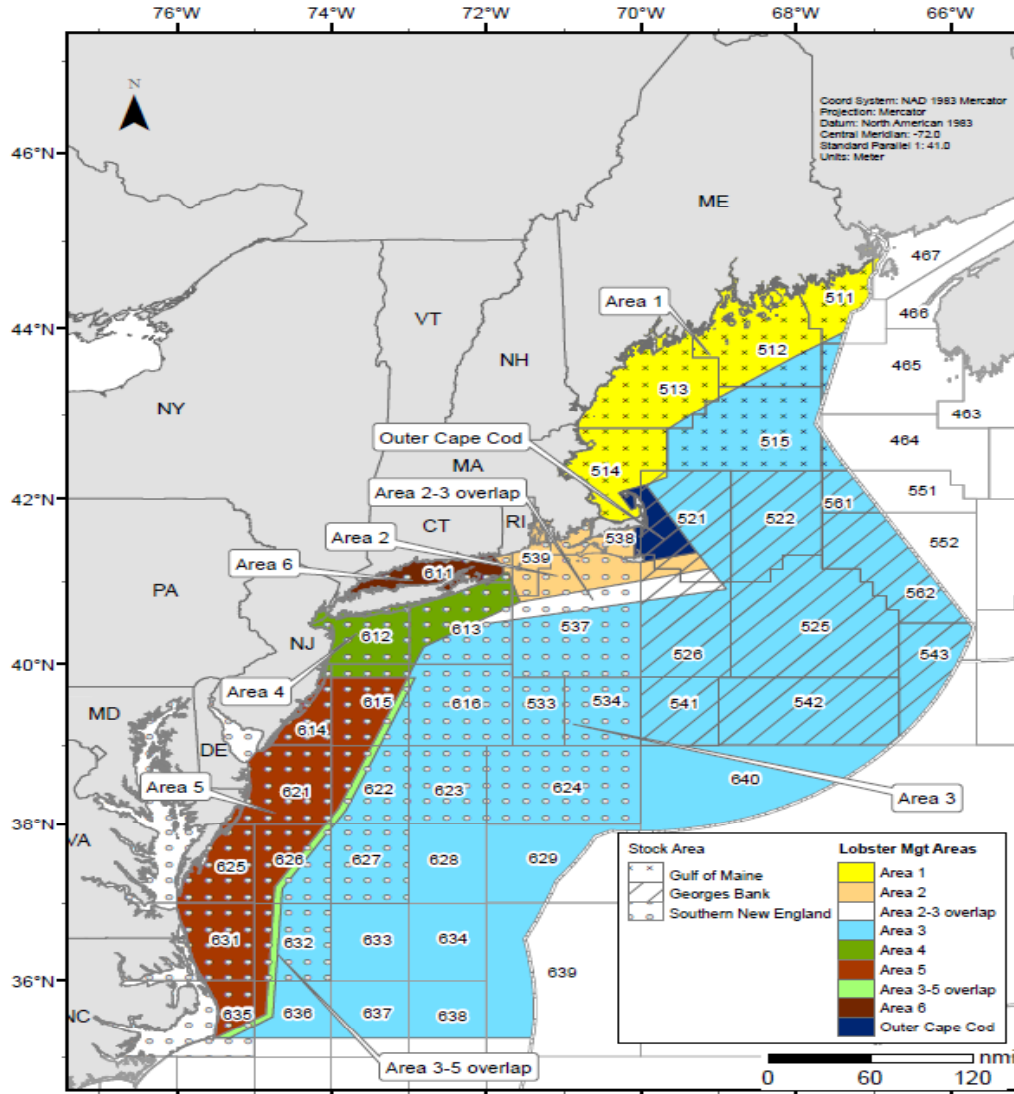 76°W 74°W 72°W 70°W 68°W 66°W
N
Coord System: NAD 1983 Mercator
Projection: Mercator
Datum: North American 1983
Central Meridian: -72.0
Standard Parallel 1: 41.0
Units: Meter
46°N
ME
467
511
Area 1
466
44°N
VT
512
NH
465
513
NY
463
515
464
Outer Cape Cod
MA
514
42°N
Area 2-3 overlap
551
CT
RI
521
522
561
538
Area 2
539
552
Area 6
611
PA
562
613
537
525
NJ
612
526
543
40°N
Area 4
MD
615
616
533
534
541
542
614
DE
640
Area 5
621
622
623
624
Area 3
38°N
VA
625
626
627
628
629
Stock Area
Gulf of Maine
Georges Bank
Southern New England
Lobster Mgt Areas
Area 1
Area 2
Area 2-3 overlap
Area 3
Area 4
Area 5
Area 3-5 overlap
Area 6
Outer Cape Cod
631
632
633
634
639
36°N
NC
635
636
637
638
Area 3-5 overlap
nmi
0 60 120
76°W 74°W 72°W 70°W 68°W 66°W